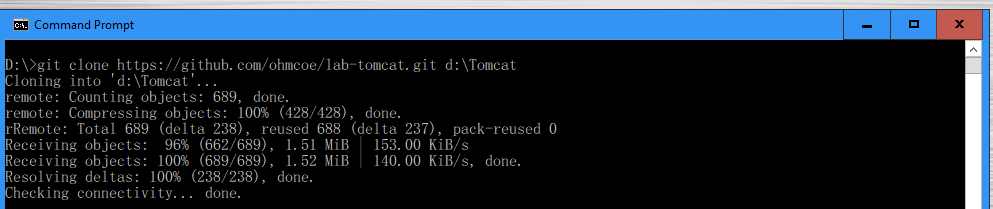 Command Prompt
D:\>git clone https://github.com/ohmcoe/lab-tomcat.git d:\Tomcat
Cloning into 'd:\Tomcat'...
remote: Counting objects: 689, done.
remote: Compressing objects: 100% (428/428), done.
rRemote: Total 689 (delta 238), reused 688 (delta 237), pack-reused 0
Receiving objects:  96% (662/689), 1.51 MiB | 153.00 KiB/s
Receiving objects: 100% (689/689), 1.52 MiB | 140.00 KiB/s, done.
Resolving deltas: 100% (238/238), done.
Checking connectivity... done.